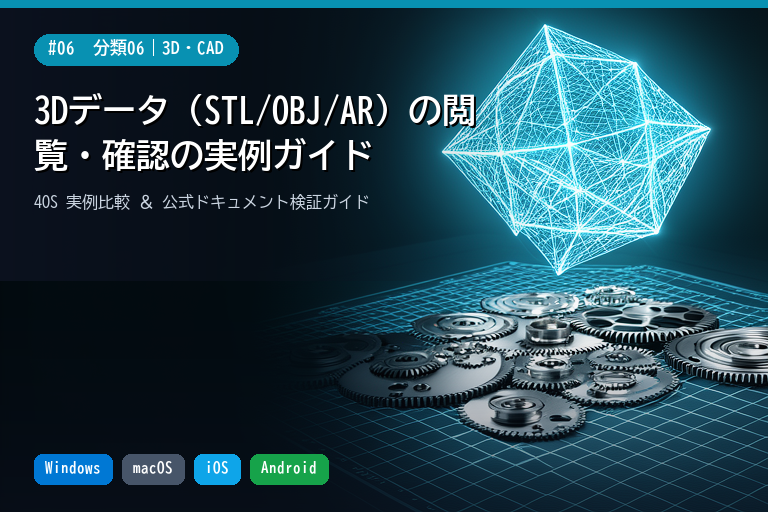 #06 分類06｜3D・CAD
3Dデータ（STL/OBJ/AR）の閲
覧・確認の実例ガイド
4OS 実例比較 ＆ 公式ドキュメント検証ガイド
Windows
macOS
iOS
Android